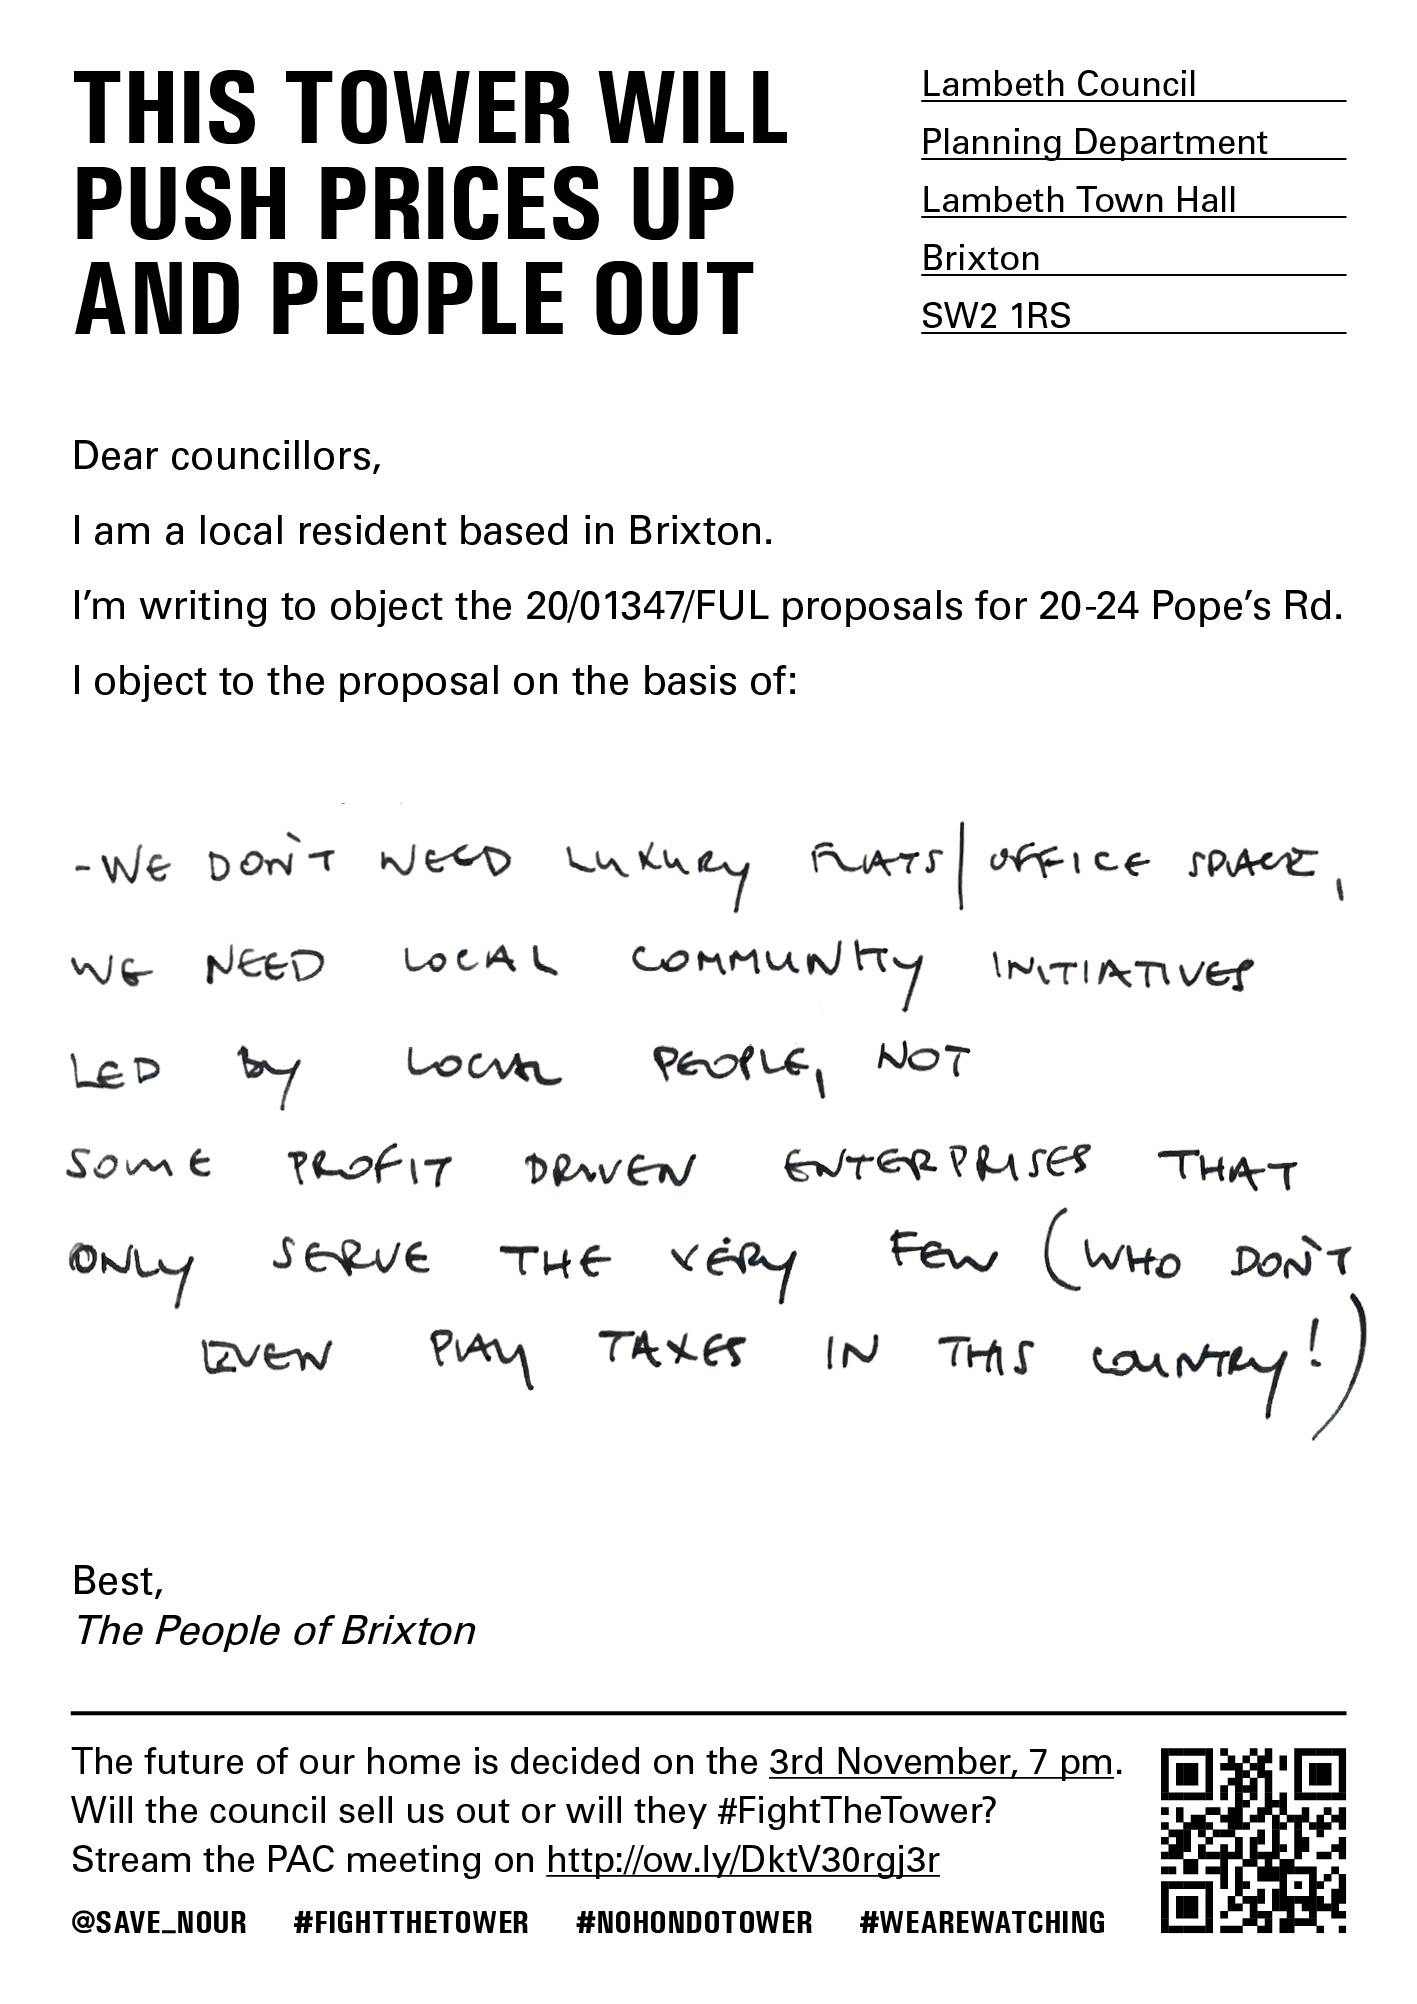 THIS TOWER WILL
PUSH PRICES UP
AND PEOPLE OUT
Lambeth Council
Planning Department
Lambeth Town Hall
Brixton
SW2 1RS
Dear councillors,
I am a local resident based in Brixton.
I'm writing to object the 20/01347/FUL proposals for 20-24 Pope's Rd.
I object to the proposal on the basis of:
-WE DON'T NEED LUXURY FLATS/OFFICE SPACE,
WE NEED LOCAL COMMUNITY INITIATIVES
LED By LOCAL PEOPLE, NOT
SOME PROFIT DRIVEN ENTERPRISES THAT
ONLY SERVE THE VERY FEW (WHO DON'T
EVEN PAY TAXES IN THIS COUNTRY!)
Best,
The People of Brixton
The future of our home is decided on the 3rd November, 7 pm.
Will the council sell us out or will they #FightTheTower?
Stream the PAC meeting on http://ow.ly/DktV30rgj3r
@SAVE_NOUR #FIGHTTHETOWER #NOHONDOTOWER #WEAREWATCHING